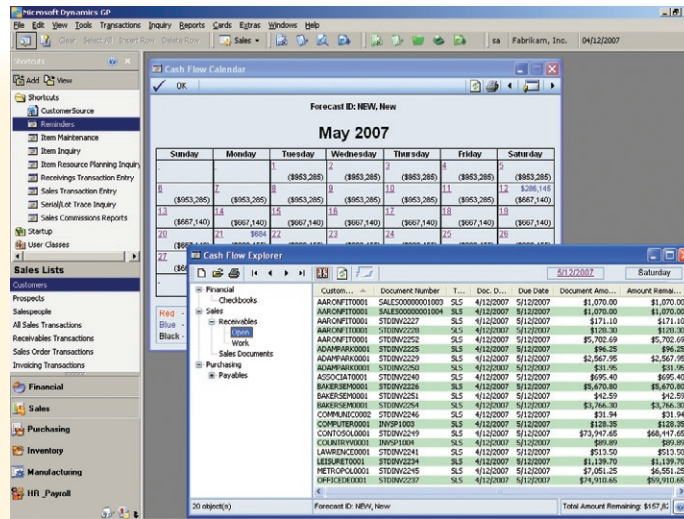 Microsoft Dynamics GP
File Edit View Tools Transactions Inquiry Reports Cards Extras Windows Help
Clear Select All Insert Row Delete Row Sales sa Fabrikam, Inc. 04/12/2007
Shortcuts
Add View
Shortcuts
CustomerSource
Reminders
Item Maintenance
Item Inquiry
Item Resource Planning Inquiry
Receivings Transaction Entry
Sales Transaction Entry
Serial/Lot Trace Inquiry
Sales Commissions Reports
Startup
User Classes
Sales Lists
Customers
Prospects
Salespeople
All Sales Transactions
Receivables Transactions
Sales Order Transactions
Invoicing Transactions
Financial
Sales
Purchasing
Inventory
Manufacturing
HR _Payroll
Cash Flow Calendar
OK
Forecast ID: NEW, New
May 2007
Sunday Monday Tuesday Wednesday Thursday Friday Saturday
1 2 3 4 5
($953,285) ($953,285) ($953,285) ($953,285) ($953,285)
6 7 8 9 10 11 12 $286,145
($953,285) ($953,285) ($953,285) ($953,285) ($953,285) ($953,285) ($667,140)
13 14 15 16 17 18 19
($667,140) ($667,140) ($667,140) ($667,140) ($667,140) ($667,140) ($667,140)
20 21 $684 22 23 24 25 26
27
Red -
Blue -
Black -
Cash Flow Explorer
5/12/2007 Saturday
Financial
Checkbooks
Sales
Receivables
Open
Work
Sales Documents
Purchasing
Payables
Custom... Document Number T... Doc. D... Due Date Document Amo... Amount Remai...
AARONFIT0001 SALES00000001003 SLS 4/12/2007 5/12/2007 $1,070.00 $1,070.00
AARONFIT0001 SALES00000001004 SLS 4/12/2007 5/12/2007 $1,070.00 $1,070.00
AARONFIT0001 STDINV2227 SLS 4/12/2007 5/12/2007 $171.10 $171.10
AARONFIT0001 STDINV2228 SLS 4/12/2007 5/12/2007 $128.30 $128.30
AARONFIT0001 STDINV2252 SLS 4/12/2007 5/12/2007 $5,702.69 $5,702.69
ADAMPARK0001 STDINV2225 SLS 4/12/2007 5/12/2007 $96.25 $96.25
ADAMPARK0001 STDINV2229 SLS 4/12/2007 5/12/2007 $2,567.95 $2,567.95
ADAMPARK0001 STDINV2250 SLS 4/12/2007 5/12/2007 $31.95 $31.95
ASSOCIAT0001 STDINV2240 SLS 4/12/2007 5/12/2007 $695.40 $695.40
BAKERSEM0001 STDINV2226 SLS 4/12/2007 5/12/2007 $5,670.80 $5,670.80
BAKERSEM0001 STDINV2251 SLS 4/12/2007 5/12/2007 $42.59 $42.59
BAKERSEM0001 STDINV2254 SLS 4/12/2007 5/12/2007 $3,766.30 $3,766.30
COMMUNIC0002 STDINV2246 SLS 4/12/2007 5/12/2007 $31.94 $31.94
COMPUTER0001 INVSP1003 SLS 4/12/2007 5/12/2007 $128.35 $128.35
CONTOSOL0001 STDINV2249 SLS 4/12/2007 5/12/2007 $73,947.65 $68,447.65
COUNTRYV0001 INVSP1004 SLS 4/12/2007 5/12/2007 $89.89 $89.89
LAWRENCE0001 STDINV2241 SLS 4/12/2007 5/12/2007 $513.50 $513.50
LEISURET0001 STDINV2234 SLS 4/12/2007 5/12/2007 $1,139.70 $1,139.70
METROPOL0001 STDINV2245 SLS 4/12/2007 5/12/2007 $7,051.25 $6,551.25
OFFICEDE0001 STDINV2237 SLS 4/12/2007 5/12/2007 $74,910.65 $59,910.65
20 object(s) Forecast ID: NEW, New Total Amount Remaining: $157,8